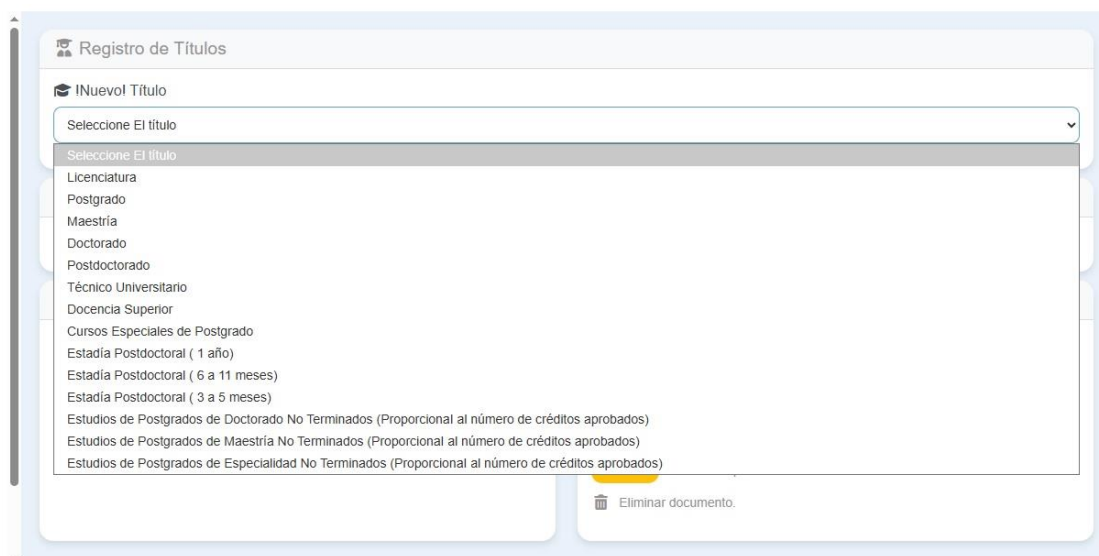 Registro de Títulos
!Nuevo! Título
Seleccione El título
Seleccione El título
Licenciatura
Postgrado
Maestría
Doctorado
Postdoctorado
Técnico Universitario
Docencia Superior
Cursos Especiales de Postgrado
Estadía Postdoctoral ( 1 año)
Estadía Postdoctoral ( 6 a 11 meses)
Estadía Postdoctoral ( 3 a 5 meses)
Estudios de Postgrados de Doctorado No Terminados (Proporcional al número de créditos aprobados)
Estudios de Postgrados de Maestría No Terminados (Proporcional al número de créditos aprobados)
Estudios de Postgrados de Especialidad No Terminados (Proporcional al número de créditos aprobados)
Eliminar documento.